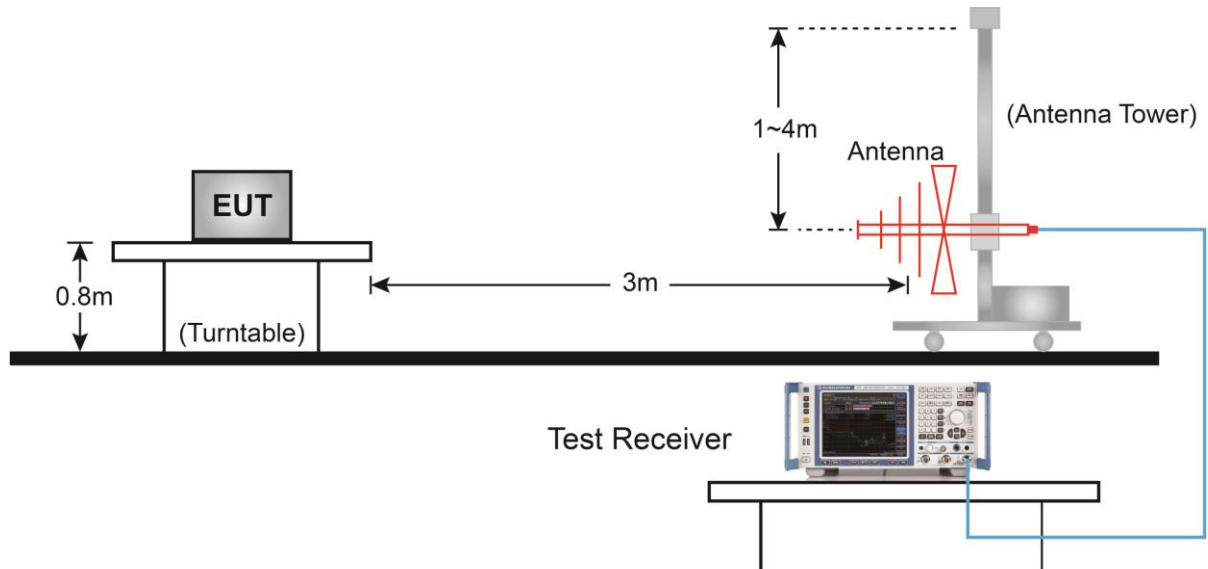 (Antenna Tower)
1~4m
Antenna
EUT
0.8m
3m
(Turntable)
Test Receiver